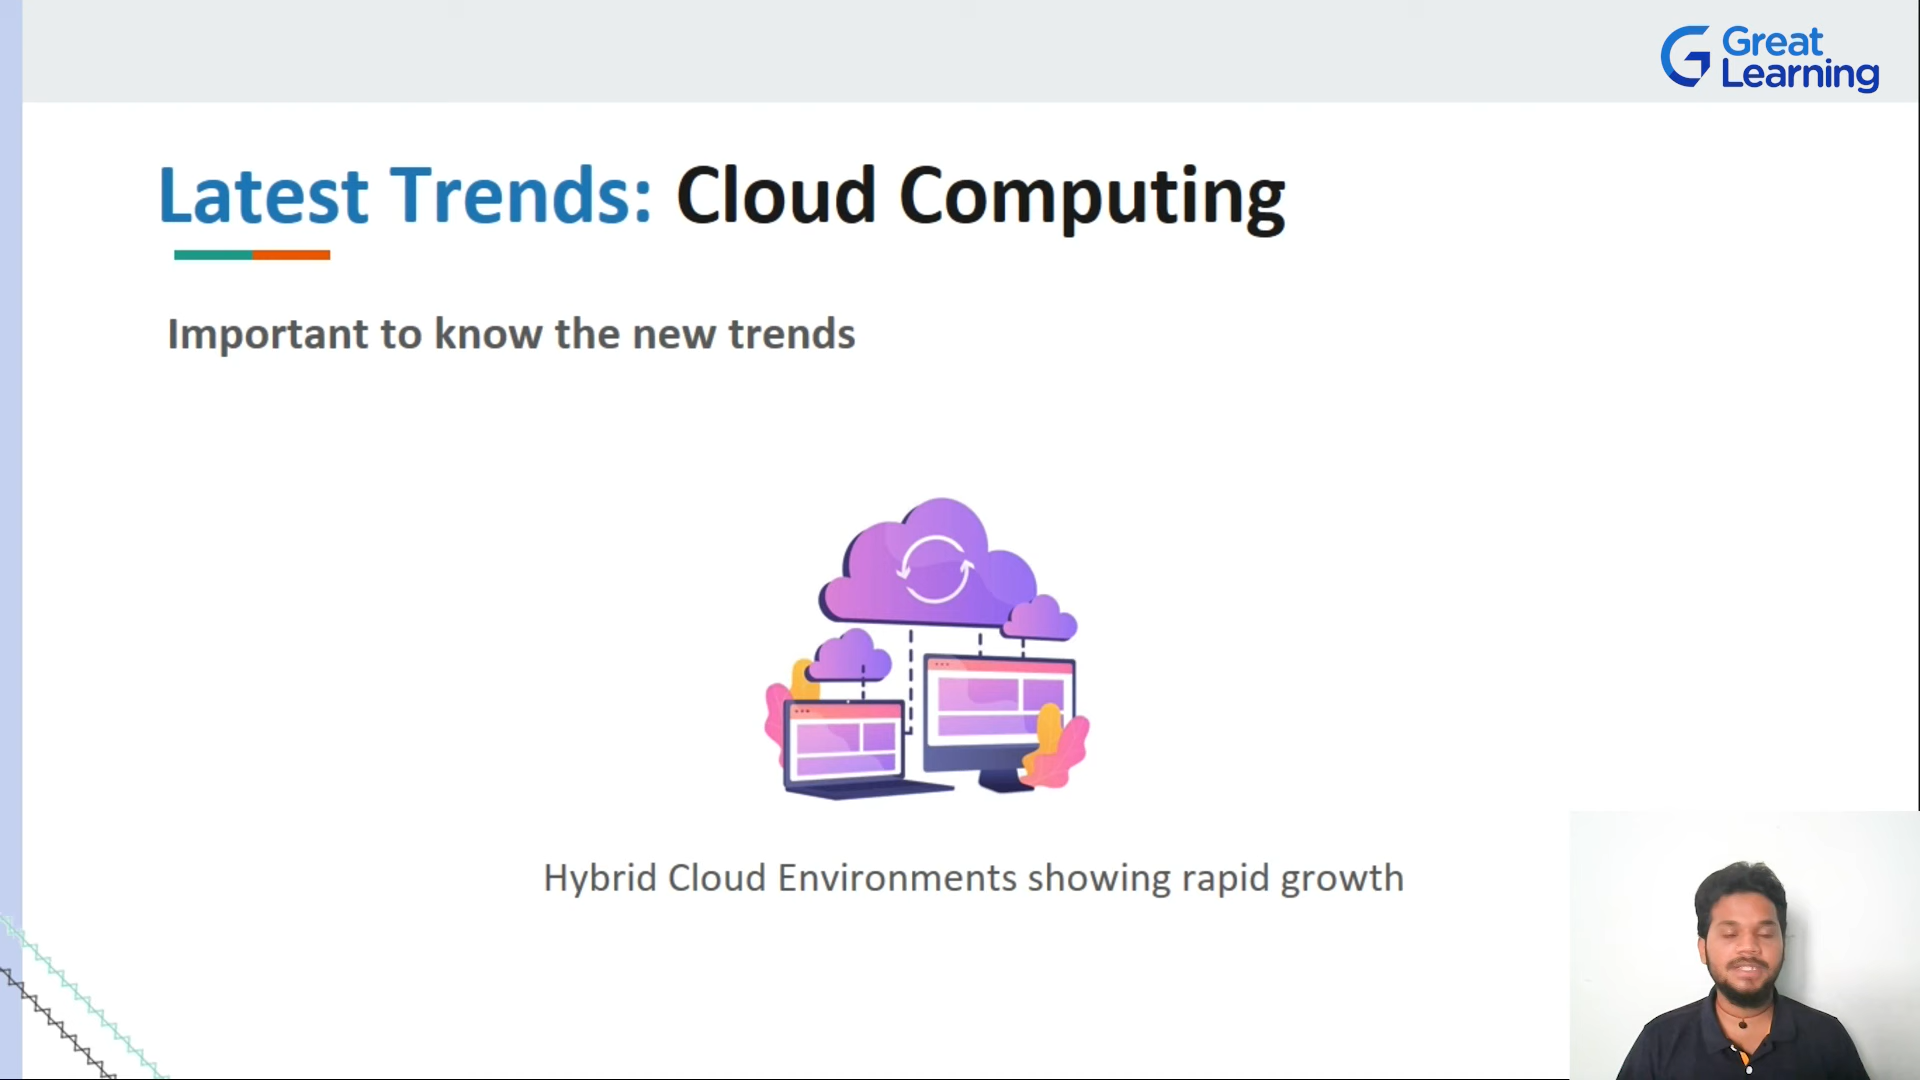 Great
Learning
Latest Trends: Cloud Computing
Important to know the new trends
Hybrid Cloud Environments showing rapid growth